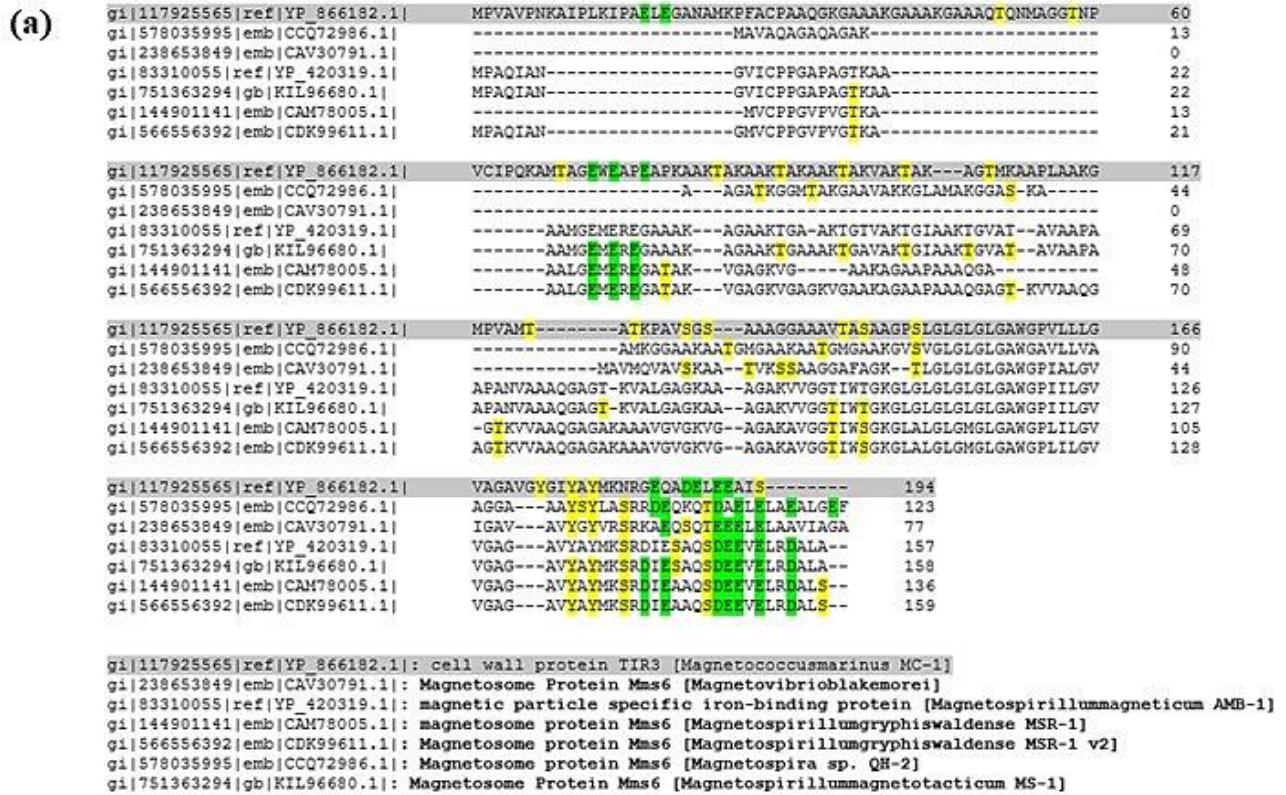 (a)
gi|117925565|ref|YP_866182.1| MPVAVPNKAIPLKIPAELEGANAMKPFACPAAQGKGAAAKGAAAKGAAAQTQNMAGGTNP 60
gi|578035995|emb|CCQ72986.1| -------------------------MAVAQAGAQAGAK---------------------- 13
gi|238653849|emb|CAV30791.1| ------------------------------------------------------------ 0
gi|83310055|ref|YP_420319.1| MPAQIAN------------------GVICPPGAPAGTKAA-------------------- 22
gi|751363294|gb|KIL96680.1| MPAQIAN------------------GVICPPGAPAGTKAA-------------------- 22
gi|144901141|emb|CAM78005.1| -------------------------MVCPPGVPVGTKA---------------------- 13
gi|566556392|emb|CDK99611.1| MPAQIAN------------------GMVCPPGVPVGTKA--------------------- 21
gi|117925565|ref|YP_866182.1| VCIPQKAMTAGEWEAPEAPKAAKTAKAAKTAKAAKTAKVAKTAK---AGTMKAAPLAAKG 117
gi|578035995|emb|CCQ72986.1| --------------------A---AGATKGGMTAKGAAVAKKGLAMAKGGAS-KA----- 44
gi|238653849|emb|CAV30791.1| ------------------------------------------------------------ 0
gi|83310055|ref|YP_420319.1| -------AAMGEMEREGAAAK---AGAAKTGA-AKTGTVAKTGIAAKTGVAT--AVAAPA 69
gi|751363294|gb|KIL96680.1| -------AAMGEMEREGAAAK---AGAAKTGAAAKTGAVAKTGIAAKTGVAT--AVAAPA 70
gi|144901141|emb|CAM78005.1| -------AALGEMEREGATAK---VGAGKVG-----AAKAGAAPAAAQGA---------- 48
gi|566556392|emb|CDK99611.1| -------AALGEMEREGATAK---VGAGKVGAGKVGAAKAGAAPAAAQGAGT-KVVAAQG 70
gi|117925565|ref|YP_866182.1| MPVAMT---------ATKPAVSGS---AAAGGAAAVTASAAGPSLGLGLGLGAWGPVLLLG 166
gi|578035995|emb|CCQ72986.1| --------------AMKGGAAKAATGMGAAKAATGMGAAKGVSVGLGLGLGAWGAVLLVA 90
gi|238653849|emb|CAV30791.1| ------------MAVMQVAVSKAA--TVKSSAAGGAFAGK-TLGLGLGLGAWGPIALGV 44
gi|83310055|ref|YP_420319.1| APANVAAAQGAGT-KVALGAGKAA--AGAKVVGGTIWTGKGLGLGLGLGLGAWGPIILGV 126
gi|751363294|gb|KIL96680.1| APANVAAAQGAGT-KVALGAGKAA--AGAKVVGGTIWTGKGLGLGLGLGLGAWGPIILGV 127
gi|144901141|emb|CAM78005.1| -GTKVVAAQGAGAKAAAVGVGKVG--AGAKAVGGTIWSGKGLALGLGMGLGAWGPLILGV 105
gi|566556392|emb|CDK99611.1| AGTKVVAAQGAGAKAAAVGVGKVG--AGAKAVGGTIWSGKGLALGLGMGLGAWGPLILGV 128
gi|117925565|ref|YP_866182.1| VAGAVGYGIYAYMKNRGEQADELEEAIS-------- 194
gi|578035995|emb|CCQ72986.1| AGGA---AAYSYLASRRDEQKQTDAELELAEALGEF 123
gi|238653849|emb|CAV30791.1| IGAV---AVYGYVRSRKAEQSQTEEELELAAVIAGA 77
gi|83310055|ref|YP_420319.1| VGAG---AVYAYMKSRDIESAQSDEEVELRDALA-- 157
gi|751363294|gb|KIL96680.1| VGAG---AVYAYMKSRDIESAQSDEEVELRDALA-- 158
gi|144901141|emb|CAM78005.1| VGAG---AVYAYMKSRDIEAAQSDEEVELRDALS-- 136
gi|566556392|emb|CDK99611.1| VGAG---AVYAYMKSRDIEAAQSDEEVELRDALS-- 159
gi|117925565|ref|YP_866182.1|: cell wall protein TIR3 [Magnetococcusmarinus MC-1]
gi|238653849|emb|CAV30791.1|: Magnetosome Protein Mms6 [Magnetovibrioblakemorei]
gi|83310055|ref|YP_420319.1|: magnetic particle specific iron-binding protein [Magnetospirillummagneticum AMB-1]
gi|144901141|emb|CAM78005.1|: magnetosome protein Mms6 [Magnetospirillumgryphiswaldense MSR-1]
gi|566556392|emb|CDK99611.1|: magnetosome protein Mms6 [Magnetospirillumgryphiswaldense MSR-1 v2]
gi|578035995|emb|CCQ72986.1|: Magnetosome protein Mms6 [Magnetospira sp. QH-2]
gi|751363294|gb|KIL96680.1|: Magnetosome Protein Mms6 [Magnetospirillummagnetotacticum MS-1]